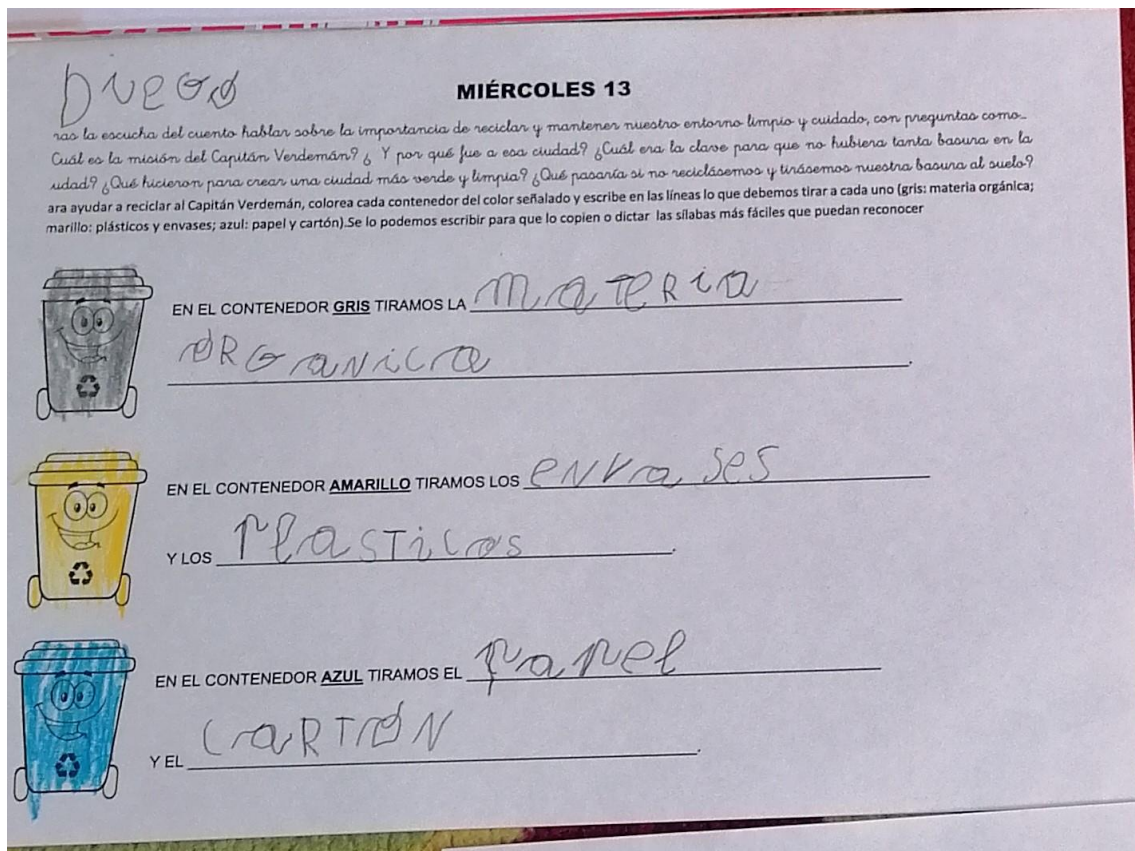 DIEGO
MIÉRCOLES 13
ras la escucha del cuento hablar sobre la importancia de reciclar y mantener nuestro entorno limpio y cuidado, con preguntas como..
Cuál es la misión del Capitán Verdemán? ¿ Y por qué fue a esa ciudad? ¿Cuál era la clave para que no hubiera tanta basura en la
udad? ¿Qué hicieron para crear una ciudad más verde y limpia? ¿Qué pasaría si no reciclásemos y tirásemos nuestra basura al suelo?
ara ayudar a reciclar al Capitán Verdemán, colorea cada contenedor del color señalado y escribe en las líneas lo que debemos tirar a cada uno (gris: materia orgánica;
marillo: plásticos y envases; azul: papel y cartón).Se lo podemos escribir para que lo copien o dictar las sílabas más fáciles que puedan reconocer
EN EL CONTENEDOR GRIS TIRAMOS LA materia
ORGANICA
EN EL CONTENEDOR AMARILLO TIRAMOS LOS envases
Y LOS PlaSTicos
EN EL CONTENEDOR AZUL TIRAMOS EL papel
Y EL CARTÓN